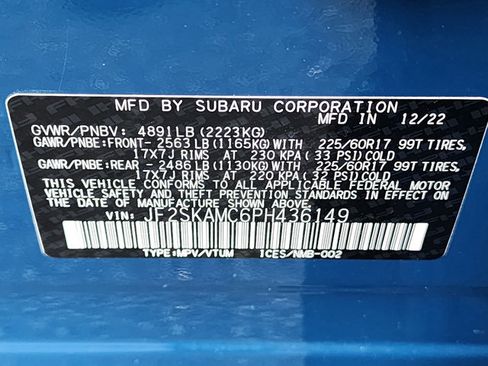 MFD BY SUBARU CORPORATION
MFD IN 12/22
GVWR/PNBV: 4891LB(2223KG)
GAWR/PNBE:FRONT- 2563LB(1165KG)WITH 225/60R17 99T TIRES,
17X7J RIMS AT 230 KPA(33 PSI)COLD
GAWR/PNBE:REAR - 2486LB(1130KG)WITH 225/60R17 99T TIRES,
17X7J RIMS AT 220 KPA(32 PSI)COLD
THIS VEHICLE CONFORMS TO ALL APPLICABLE FEDERAL MOTOR
VEHICLE SAFETY AND THEFT PREVENTION STANDARDS IN EFFECT ON
THE DATE OF MANUFACTURE SHOWN ABOVE.
VIN: JF2SKAMC6PH436149
TYPE:MPV/VTUM ICES/NMB-002